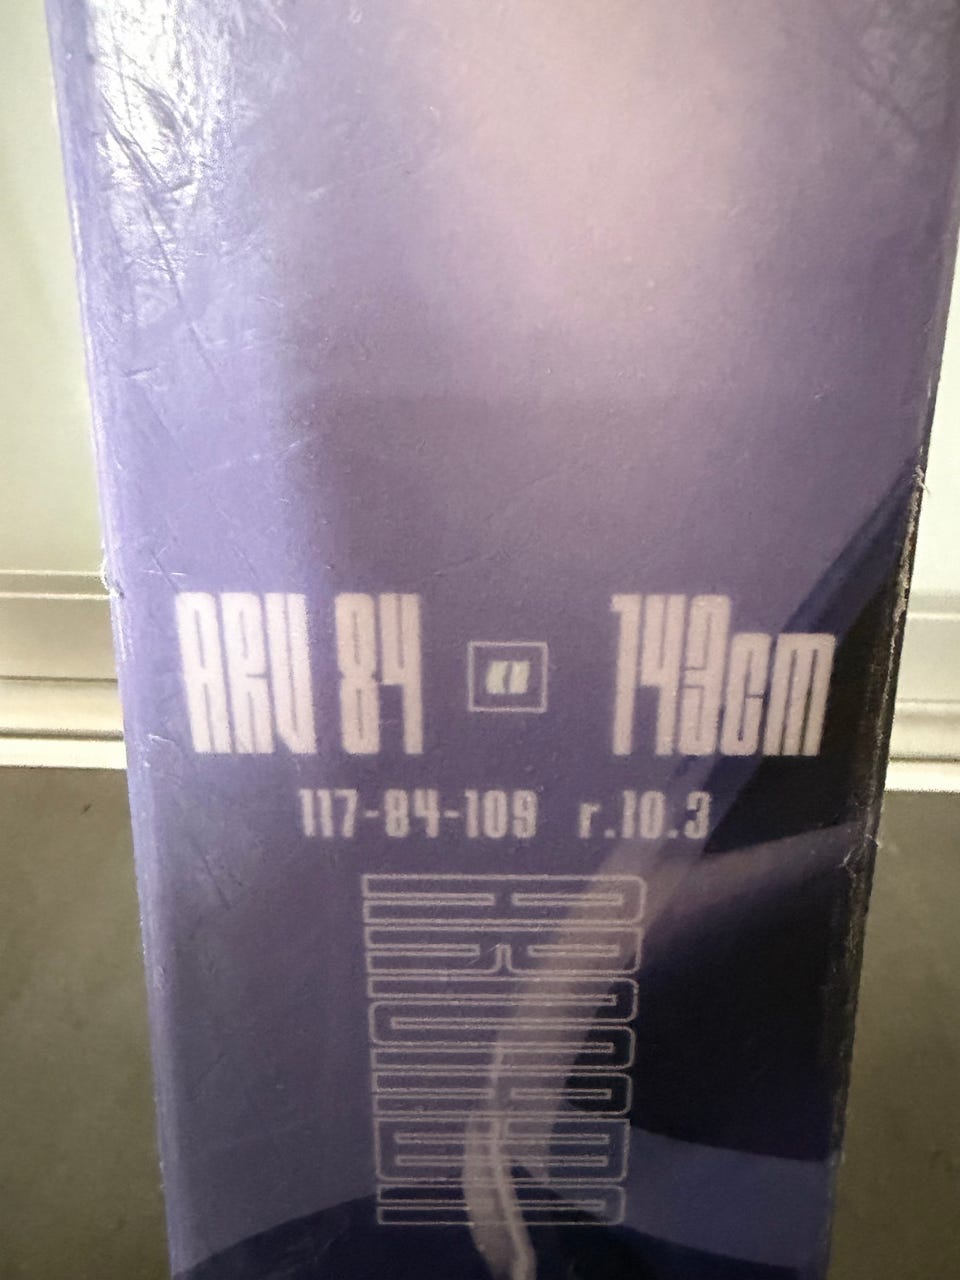 ARV 84 " 143cm
117-84-109 r.10.3
ARMADA